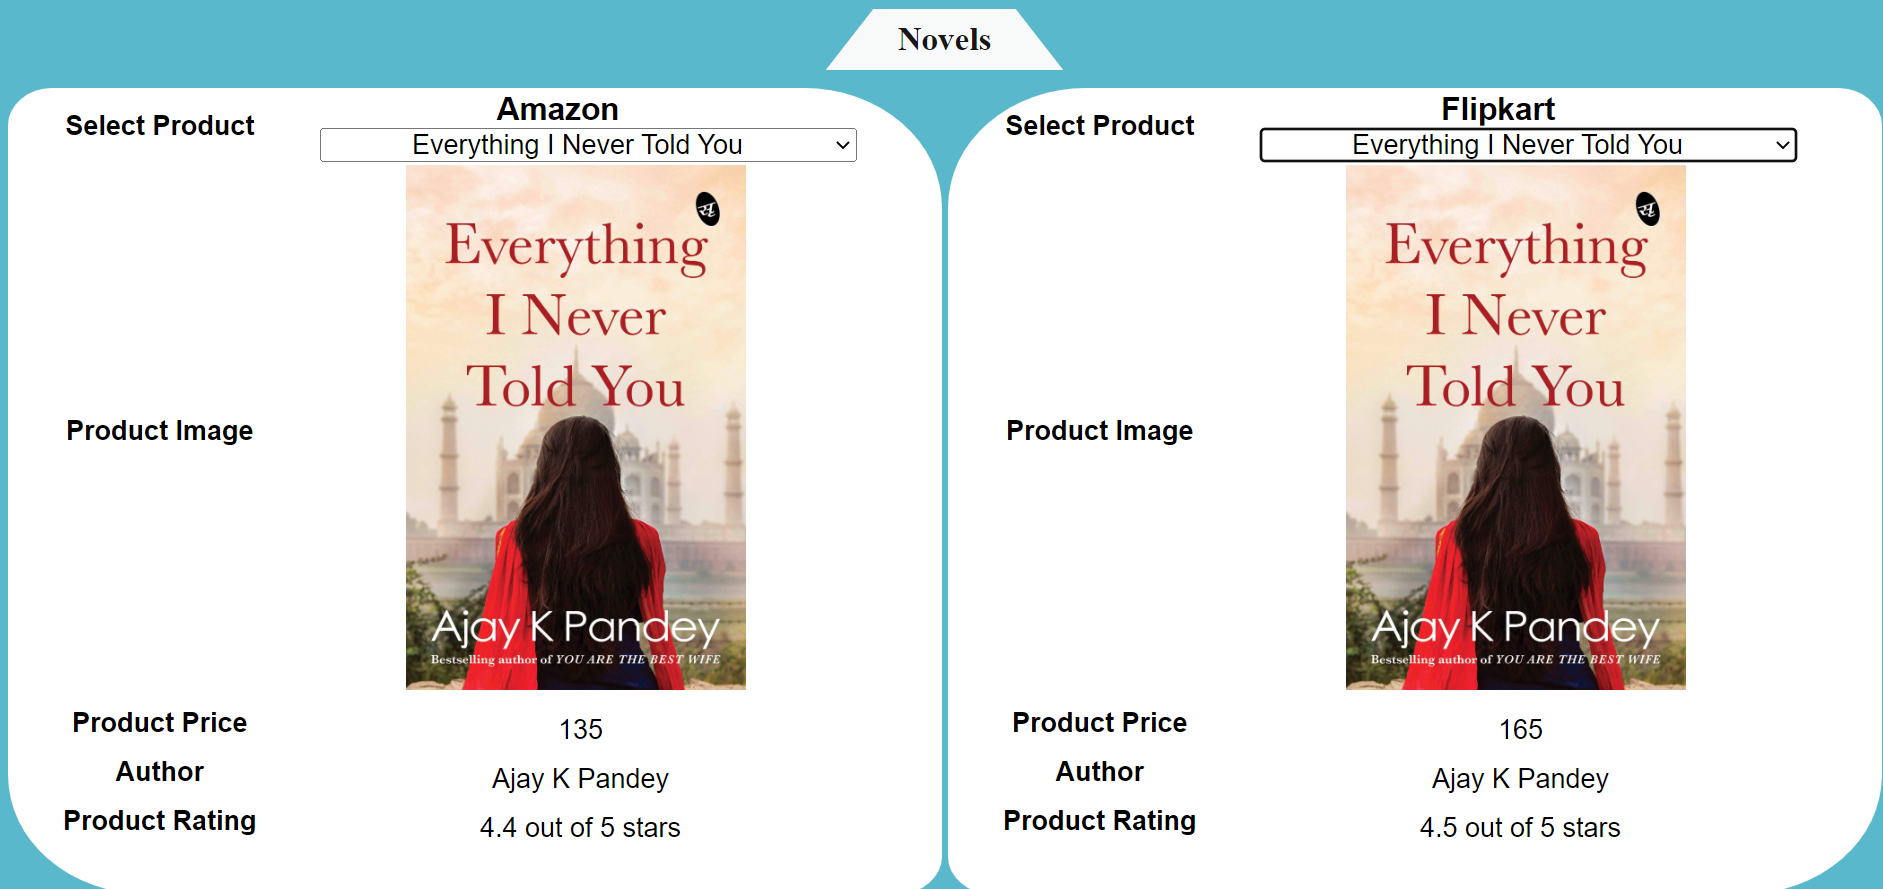 Novels
Amazon
Select Product
Everything I Never Told You
सृ
Everything
I Never
Told You
Product Image
Ajay K Pandey
Bestselling author of YOU ARE THE BEST WIFE
Product Price
135
Author
Ajay K Pandey
Product Rating
4.4 out of 5 stars
Flipkart
Select Product
Everything I Never Told You
सृ
Everything
I Never
Told You
Product Image
Ajay K Pandey
Bestselling author of YOU ARE THE BEST WIFE
Product Price
165
Author
Ajay K Pandey
Product Rating
4.5 out of 5 stars